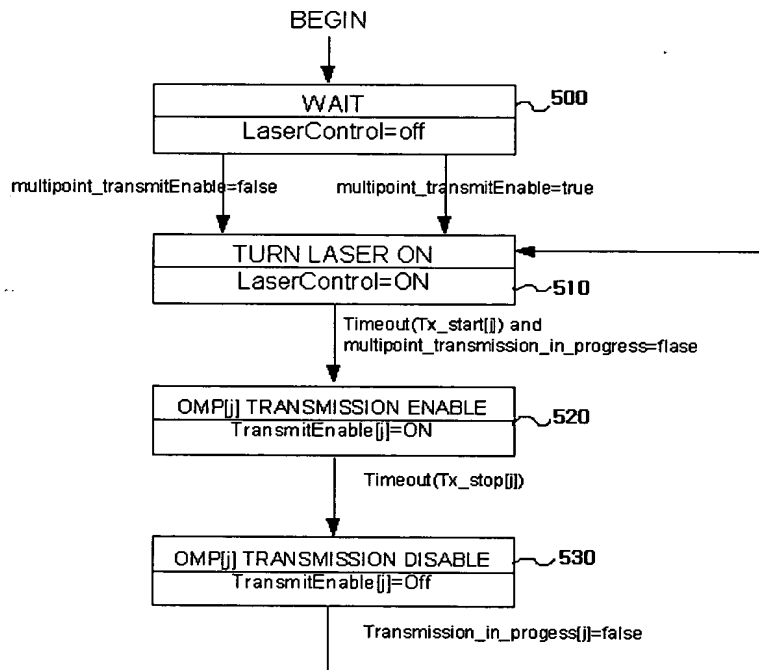 BEGIN
WAIT
500
LaserControl=off
multipoint_transmitEnable=false
multipoint_transmitEnable=true
TURN LASER ON
LaserControl=ON
510
Timeout(Tx_start[j]) and
multipoint_transmission_in_progress=flase
OMP[j] TRANSMISSION ENABLE
520
TransmitEnable[j]=ON
Timeout(Tx_stop[j])
OMP[j] TRANSMISSION DISABLE
530
TransmitEnable[j]=Off
Transmission_in_progess[j]=false